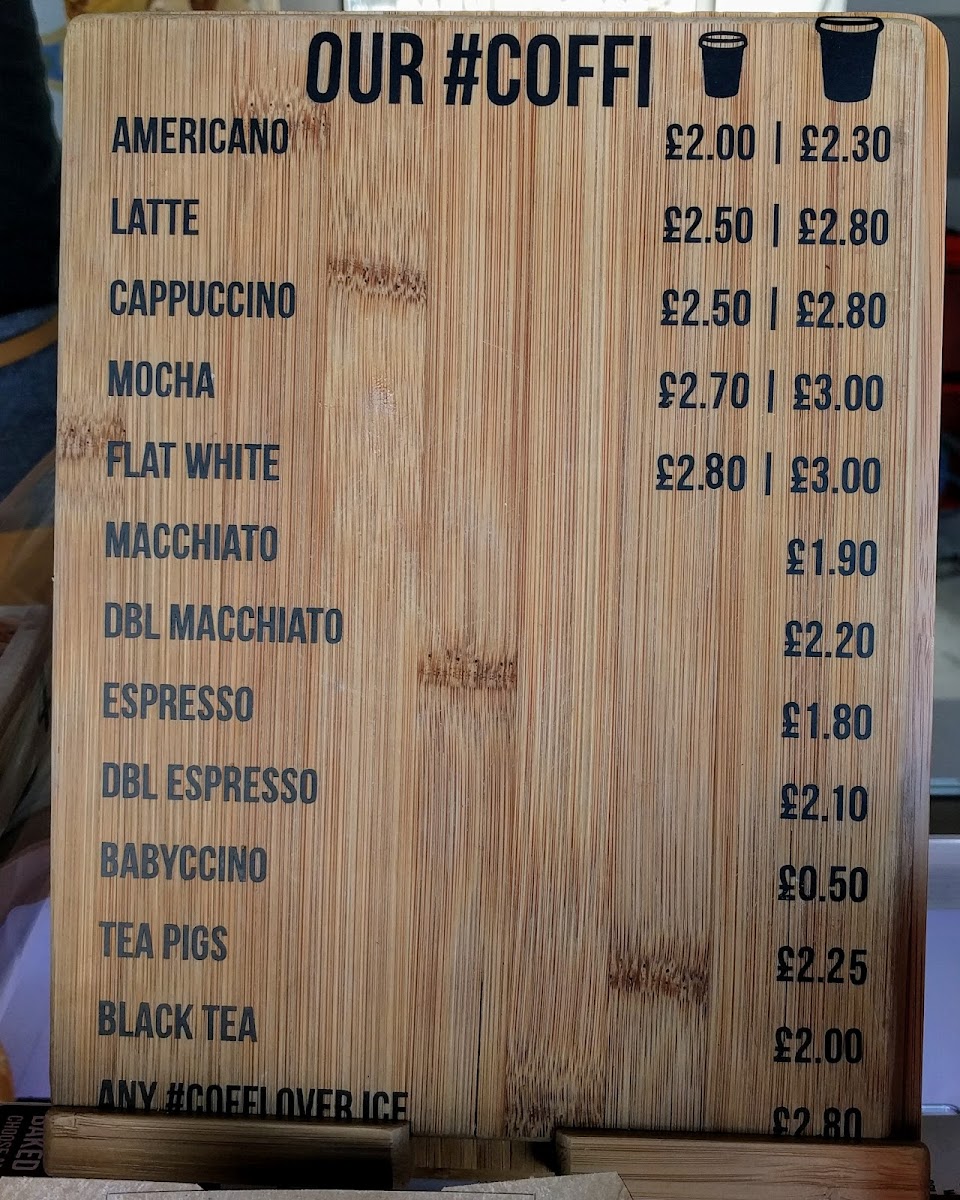 OUR #COFFI
AMERICANO £2.00 | £2.30
LATTE £2.50 | £2.80
CAPPUCCINO £2.50 | £2.80
MOCHA £2.70 | £3.00
FLAT WHITE £2.80 | £3.00
MACCHIATO £1.90
DBL MACCHIATO £2.20
ESPRESSO £1.80
DBL ESPRESSO £2.10
BABYCCINO £0.50
TEA PIGS £2.25
BLACK TEA £2.00
ANY #COFFI OVER ICE £2.80
BAKED